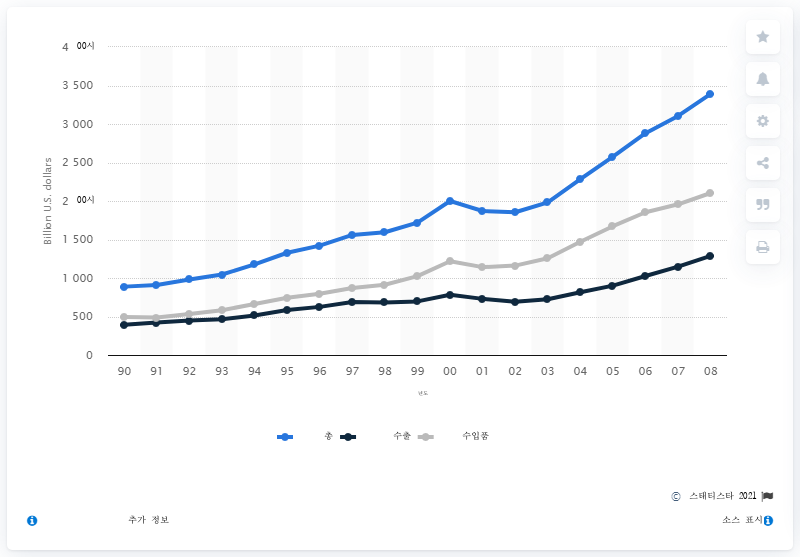 4 00시
3 500
3 000
2 500
2 00시
1 500
1 000
500
0
Billion U.S. dollars
90 91 92 93 94 95 96 97 98 99 00 01 02 03 04 05 06 07 08
년도
총 수출 수입품
© 스태티스타 2021
추가 정보 소스 표시